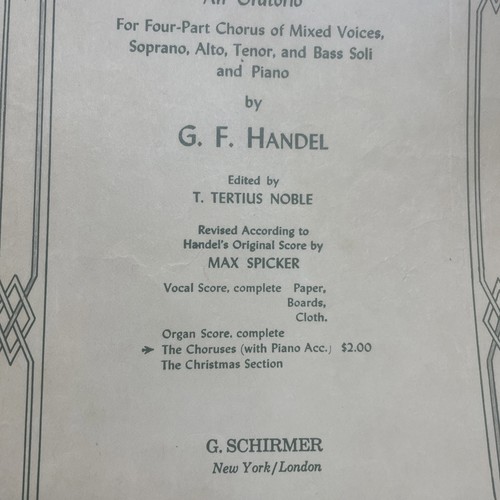 An Oratorio
For Four-Part Chorus of Mixed Voices,
Soprano, Alto, Tenor, and Bass Soli
and Piano
by
G. F. HANDEL
Edited by
T. TERTIUS NOBLE
Revised According to
Handel's Original Score by
MAX SPICKER
Vocal Score, complete Paper,
Boards,
Cloth.
Organ Score, complete
The Choruses (with Piano Acc.) $2.00
The Christmas Section
G. SCHIRMER
New York/London